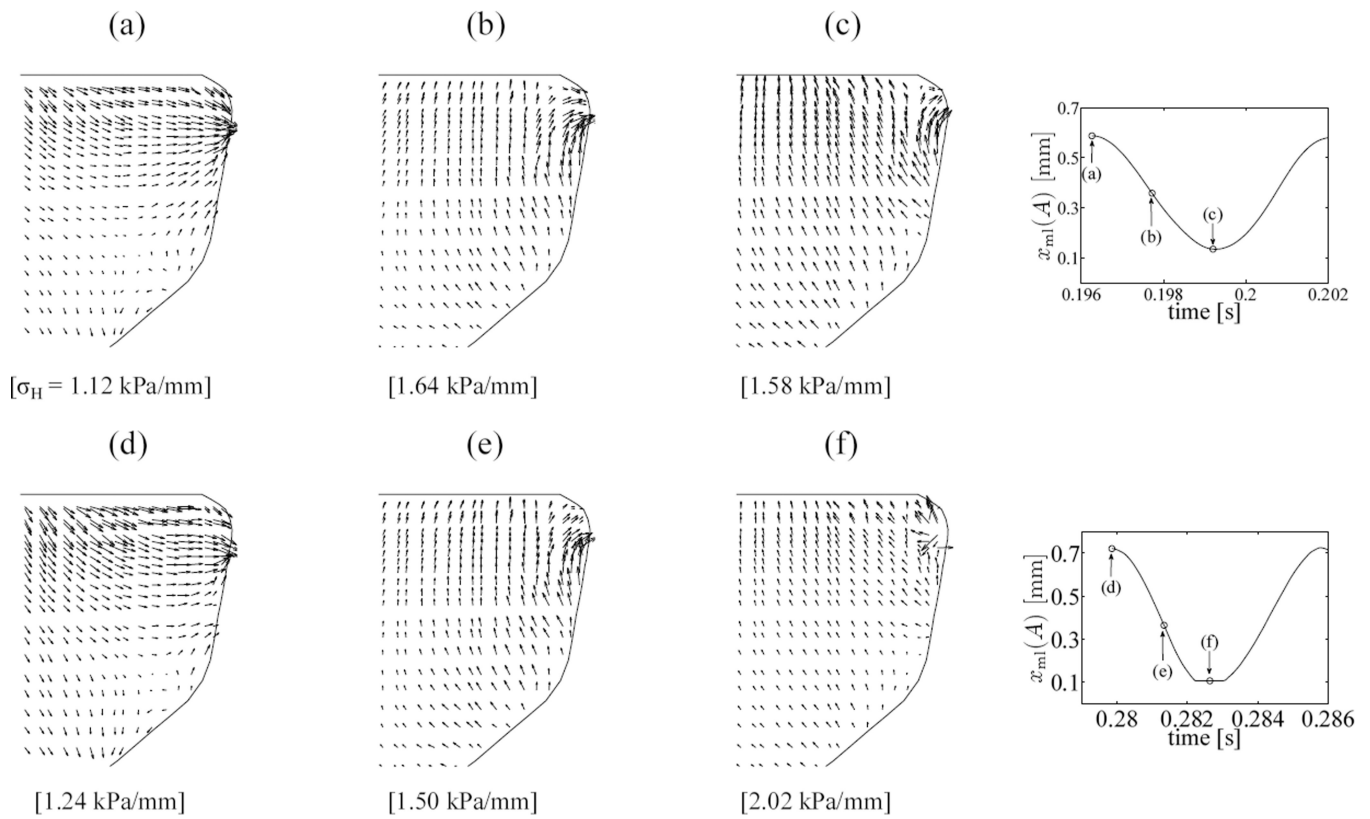 (a) (b) (c)
0.7
0.5
0.3
0.1
x_ml(A) [mm]
(a)
(b)
(c)
0.196 0.198 0.2 0.202
time [s]
[σ_H = 1.12 kPa/mm] [1.64 kPa/mm] [1.58 kPa/mm]
(d) (e) (f)
0.7
0.5
0.3
0.1
x_ml(A) [mm]
(d)
(e)
(f)
0.28 0.282 0.284 0.286
time [s]
[1.24 kPa/mm] [1.50 kPa/mm] [2.02 kPa/mm]